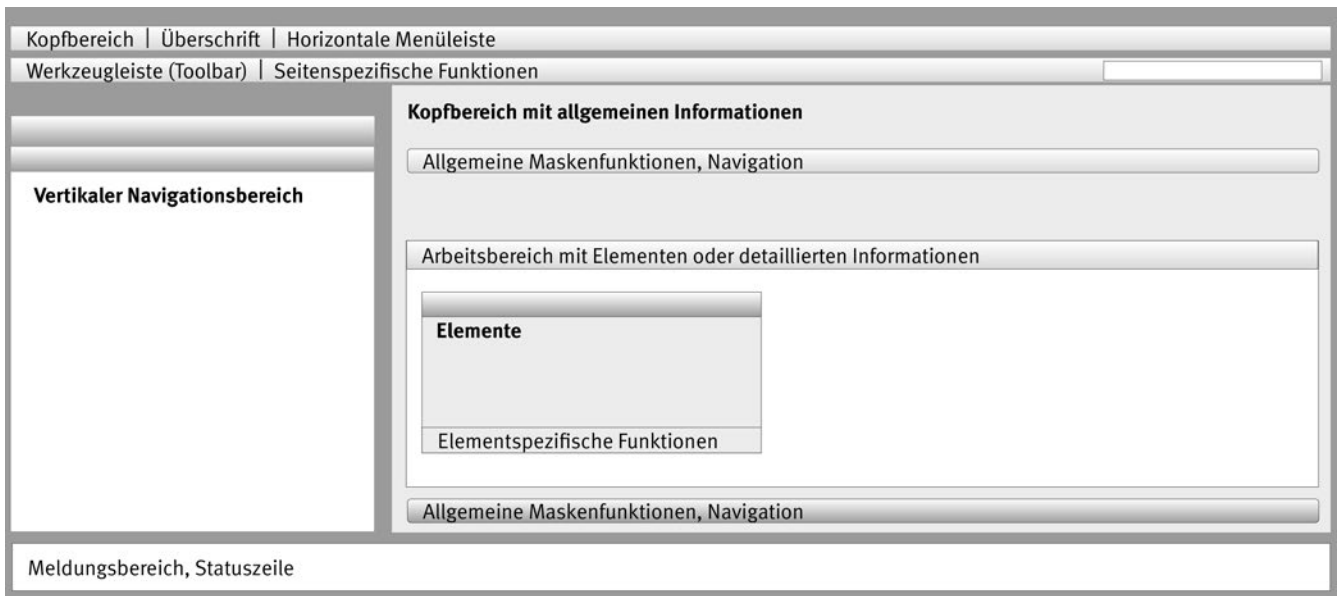 Kopfbereich | Überschrift | Horizontale Menüleiste
Werkzeugleiste (Toolbar) | Seitenspezifische Funktionen
Kopfbereich mit allgemeinen Informationen
Allgemeine Maskenfunktionen, Navigation
Vertikaler Navigationsbereich
Arbeitsbereich mit Elementen oder detaillierten Informationen
Elemente
Elementspezifische Funktionen
Allgemeine Maskenfunktionen, Navigation
Meldungsbereich, Statuszeile